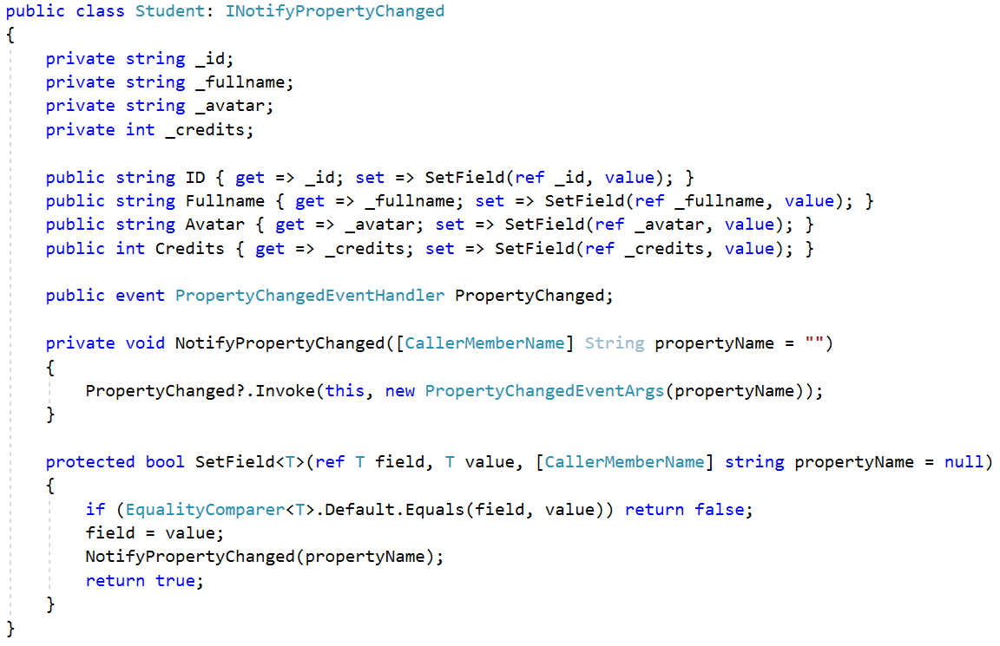 public class Student: INotifyPropertyChanged
{
    private string _id;
    private string _fullname;
    private string _avatar;
    private int _credits;

    public string ID { get => _id; set => SetField(ref _id, value); }
    public string Fullname { get => _fullname; set => SetField(ref _fullname, value); }
    public string Avatar { get => _avatar; set => SetField(ref _avatar, value); }
    public int Credits { get => _credits; set => SetField(ref _credits, value); }

    public event PropertyChangedEventHandler PropertyChanged;

    private void NotifyPropertyChanged([CallerMemberName] String propertyName = "")
    {
        PropertyChanged?.Invoke(this, new PropertyChangedEventArgs(propertyName));
    }

    protected bool SetField<T>(ref T field, T value, [CallerMemberName] string propertyName = null)
    {
        if (EqualityComparer<T>.Default.Equals(field, value)) return false;
        field = value;
        NotifyPropertyChanged(propertyName);
        return true;
    }
}